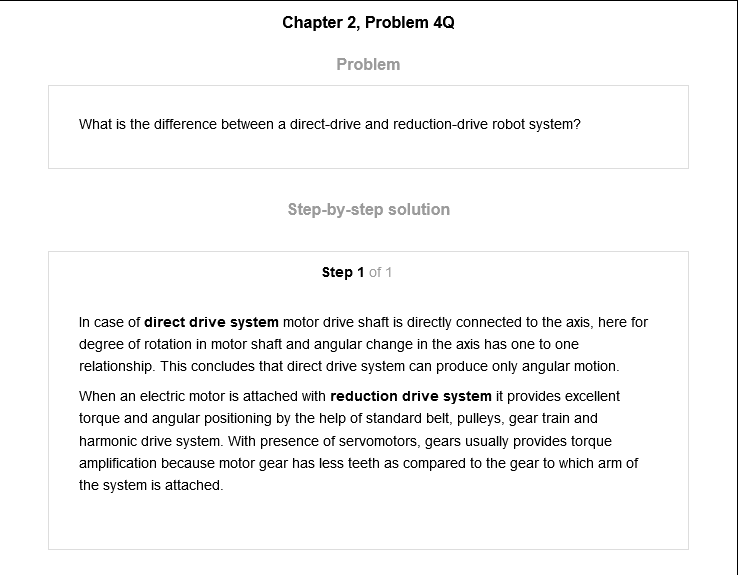 Chapter 2, Problem 4Q
Problem
What is the difference between a direct-drive and reduction-drive robot system?
Step-by-step solution
Step 1 of 1
In case of direct drive system motor drive shaft is directly connected to the axis, here for
degree of rotation in motor shaft and angular change in the axis has one to one
relationship. This concludes that direct drive system can produce only angular motion.
When an electric motor is attached with reduction drive system it provides excellent
torque and angular positioning by the help of standard belt, pulleys, gear train and
harmonic drive system. With presence of servomotors, gears usually provides torque
amplification because motor gear has less teeth as compared to the gear to which arm of
the system is attached.